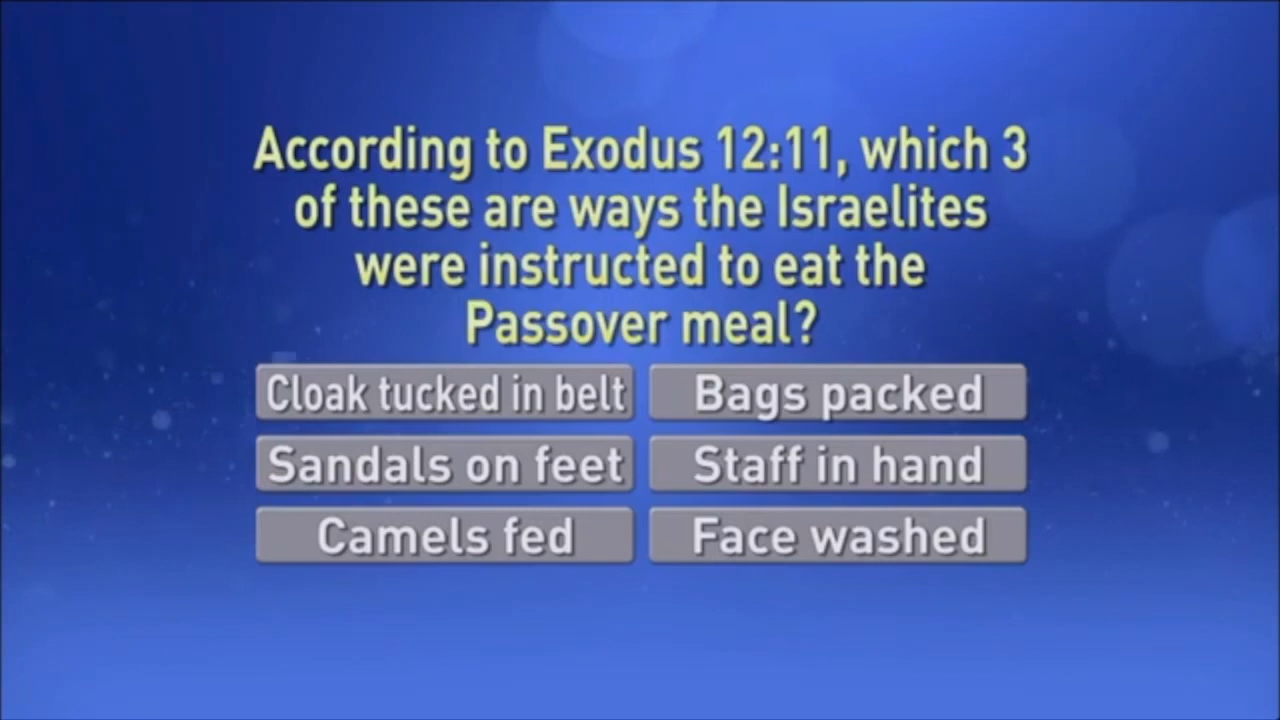 According to Exodus 12:11, which 3
of these are ways the Israelites
were instructed to eat the
Passover meal?
Cloak tucked in belt
Bags packed
Sandals on feet
Staff in hand
Camels fed
Face washed